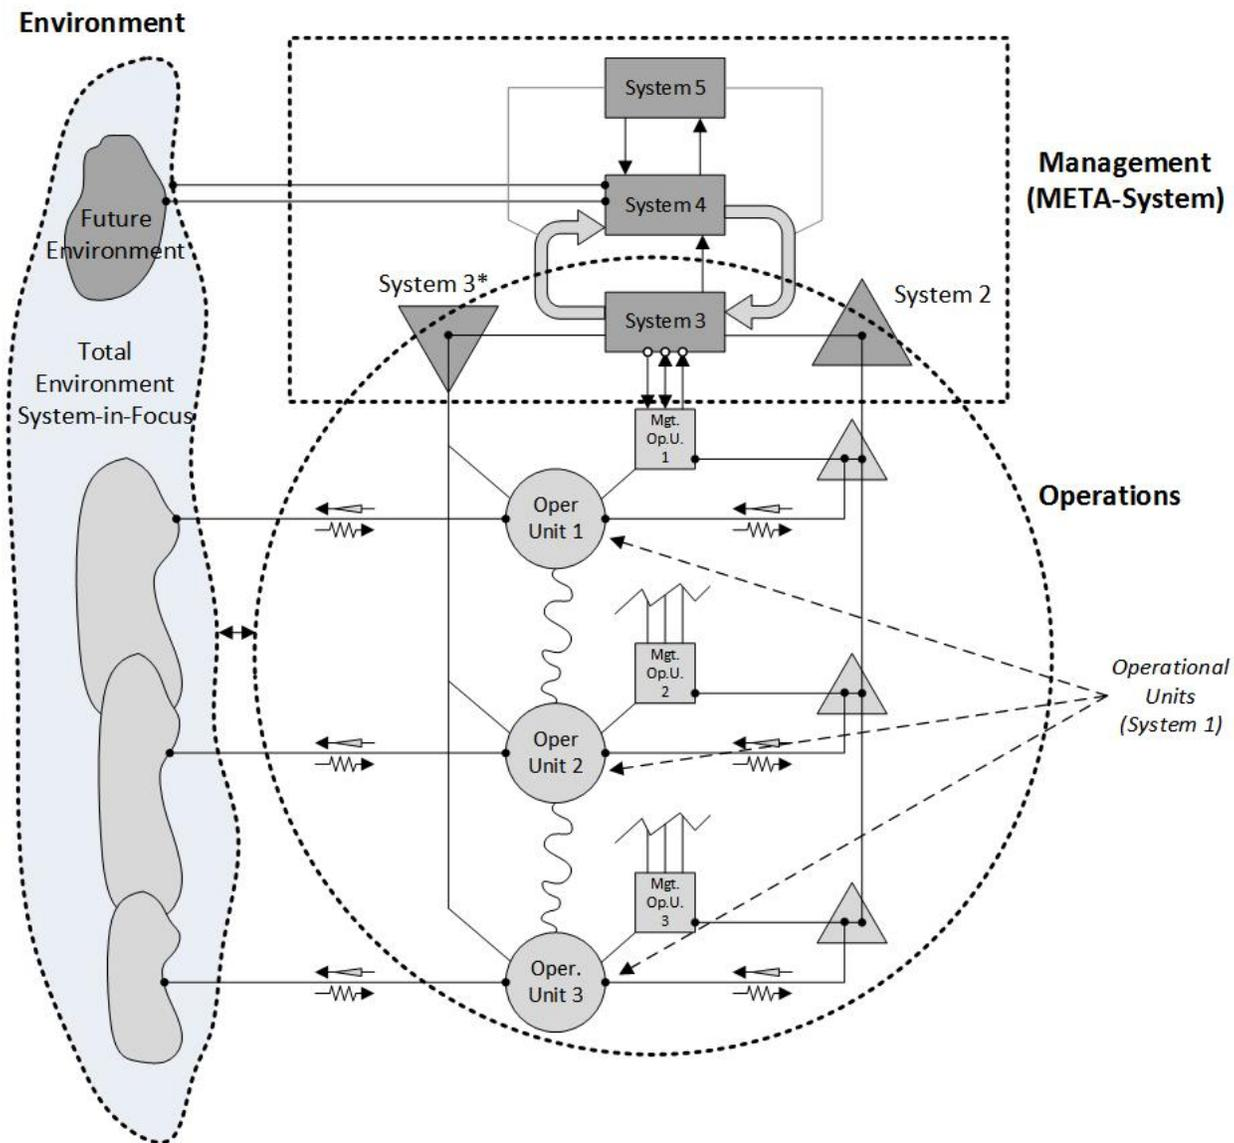 Environment
System 5
Management
(META-System)
System 4
Future
Environment
System 3*
System 2
System 3
Total
Environment
System-in-Focus
Mgt.
Op.U.
1
Operations
Oper
Unit 1
Mgt.
Op.U.
2
Operational
Units
(System 1)
Oper
Unit 2
Mgt.
Op.U.
3
Oper.
Unit 3